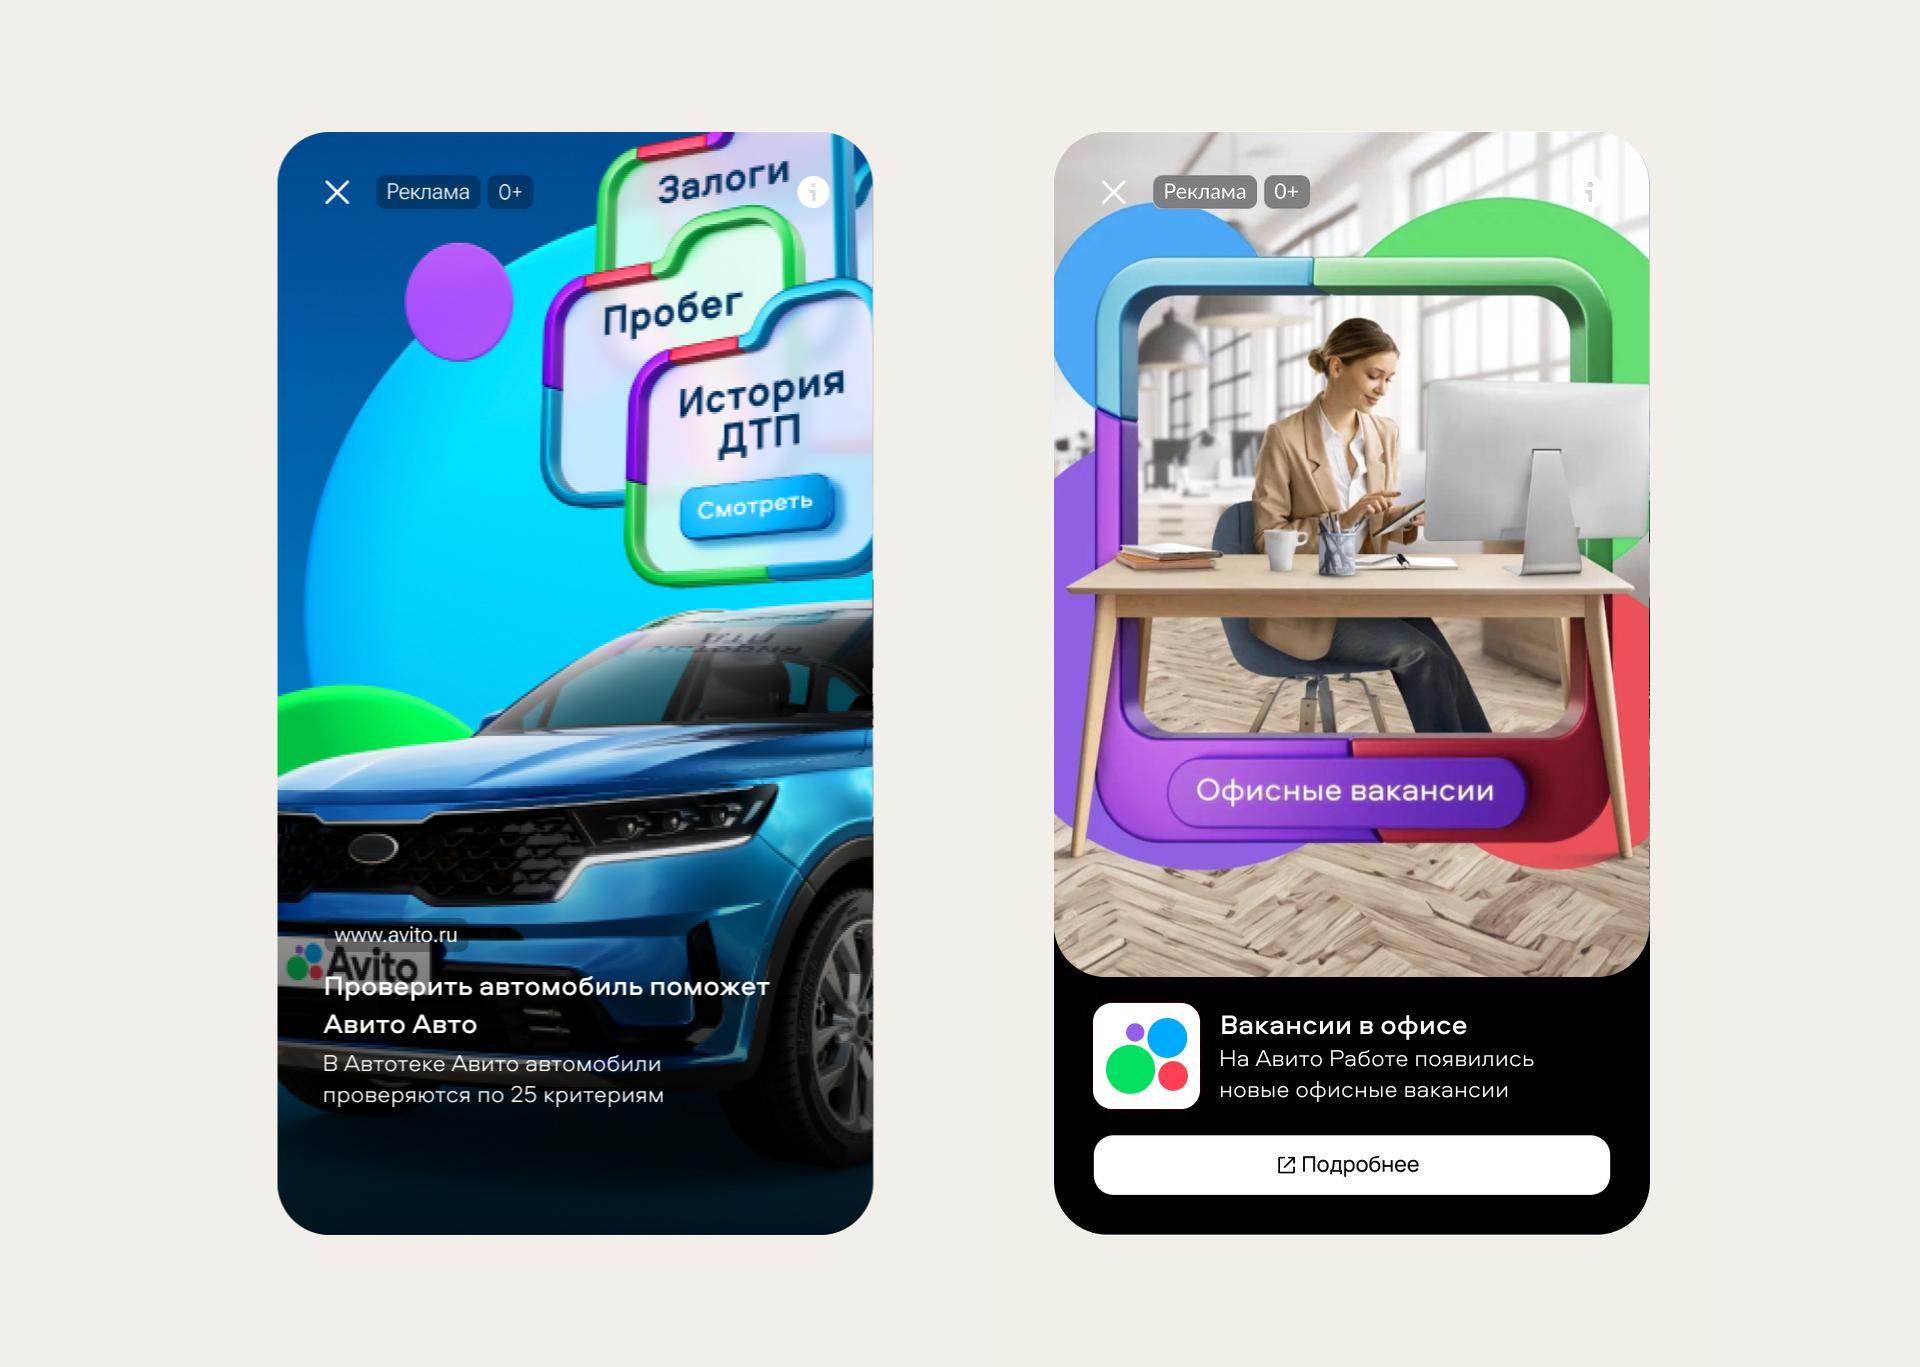 Реклама 0+
Залоги
Пробег
История
ДТП
Смотреть
www.avito.ru
Avito
Проверить автомобиль поможет
Авито Авто
В Автотеке Авито автомобили
проверяются по 25 критериям
Реклама 0+
Офисные вакансии
Вакансии в офисе
На Авито Работе появились
новые офисные вакансии
Подробнее